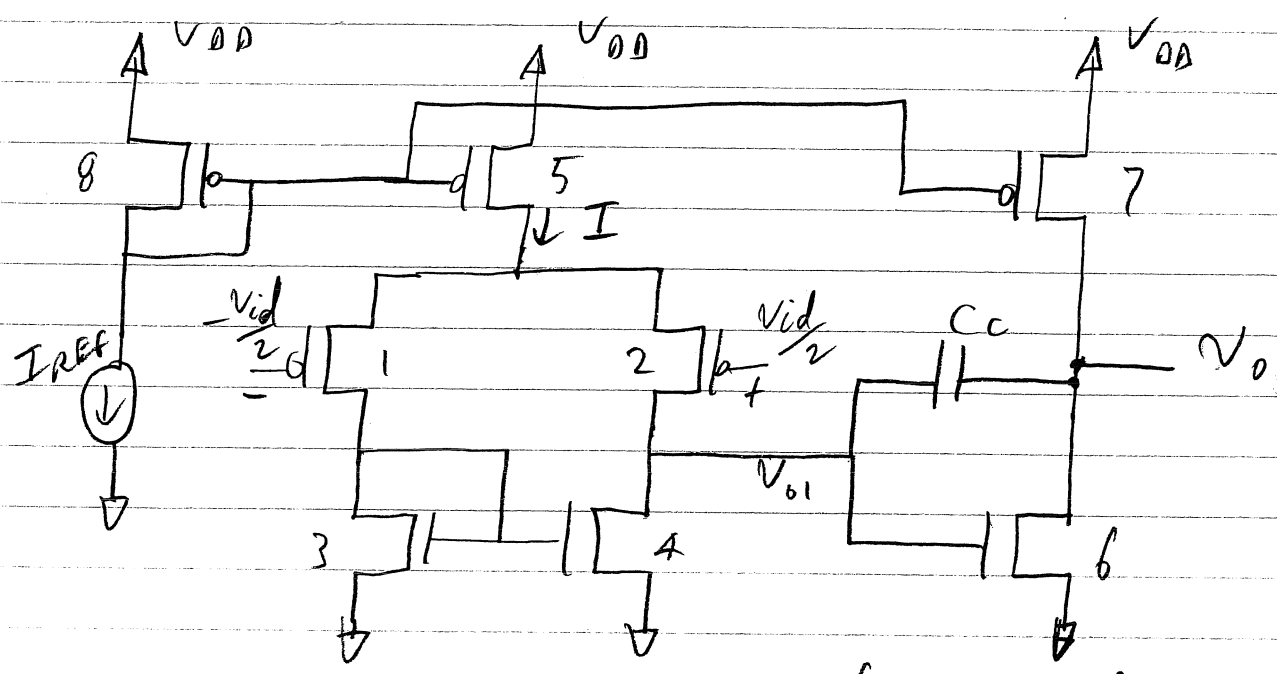 VDD VDD VDD
8 5 7
I
-Vid/2 Vid/2 Cc
IREF 1 2 Vo
- +
Vo1
3 4 6